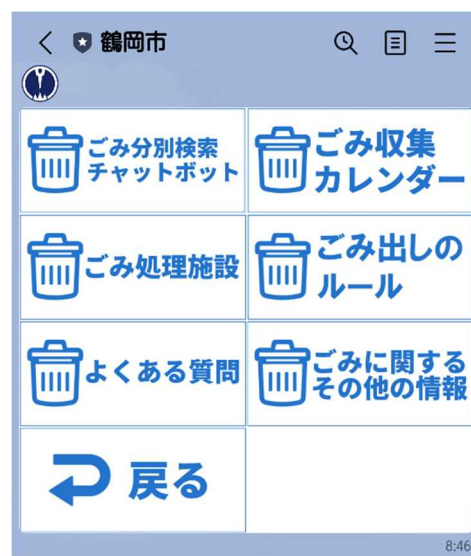 鶴岡市
ごみ分別検索
チャットボット
ごみ収集
カレンダー
ごみ処理施設
ごみ出しの
ルール
よくある質問
ごみに関する
その他の情報
戻る
8:46